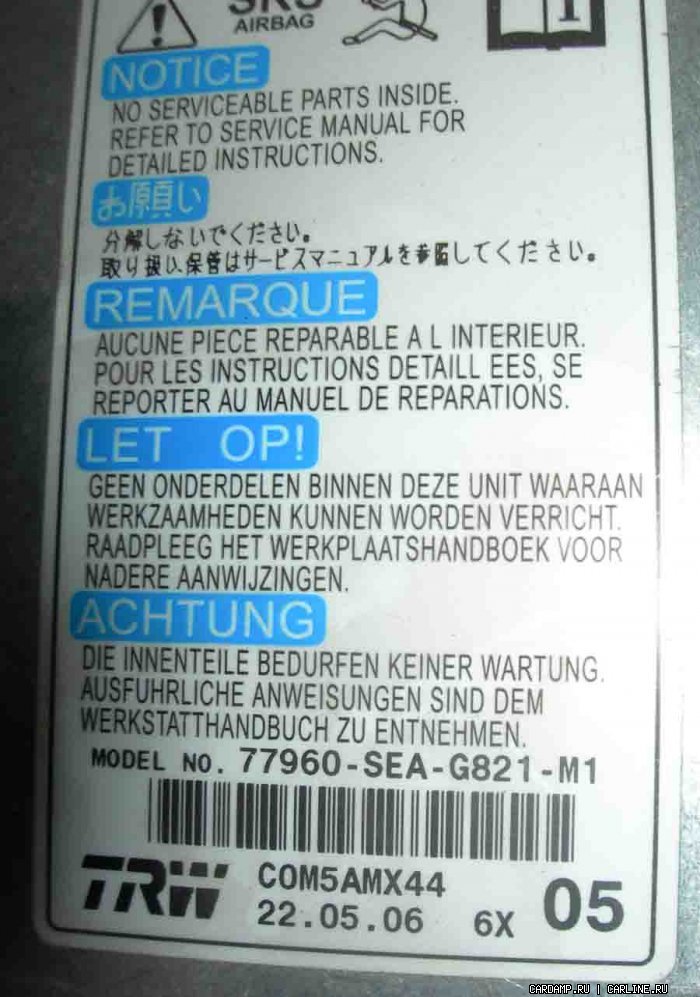 SRS
AIRBAG
NOTICE
NO SERVICEABLE PARTS INSIDE.
REFER TO SERVICE MANUAL FOR
DETAILED INSTRUCTIONS.
お願い
分解しないでください。
取り扱い、保管はサービスマニュアルを参照してください。
REMARQUE
AUCUNE PIECE REPARABLE A L INTERIEUR.
POUR LES INSTRUCTIONS DETAILL EES, SE
REPORTER AU MANUEL DE REPARATIONS.
LET OP!
GEEN ONDERDELEN BINNEN DEZE UNIT WAARAAN
WERKZAAMHEDEN KUNNEN WORDEN VERRICHT.
RAADPLEEG HET WERKPLAATSHANDBOEK VOOR
NADERE AANWIJZINGEN.
ACHTUNG
DIE INNENTEILE BEDURFEN KEINER WARTUNG.
AUSFUHRLICHE ANWEISUNGEN SIND DEM
WERKSTATTHANDBUCH ZU ENTNEHMEN.
MODEL NO. 77960-SEA-G821-M1
TRW COM5AMX44
22.05.06 6X 05
CARDAMP.RU | CARLINE.RU